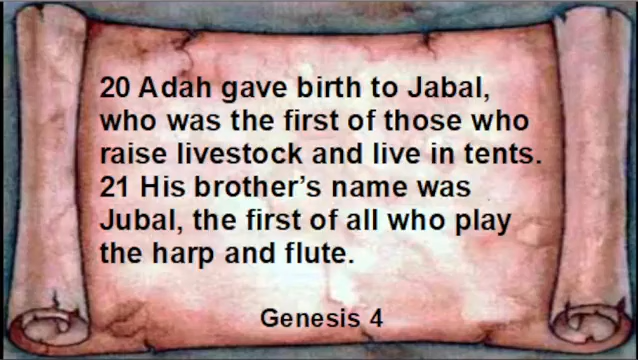 20 Adah gave birth to Jabal,
who was the first of those who
raise livestock and live in tents.
21 His brother’s name was
Jubal, the first of all who play
the harp and flute.
Genesis 4